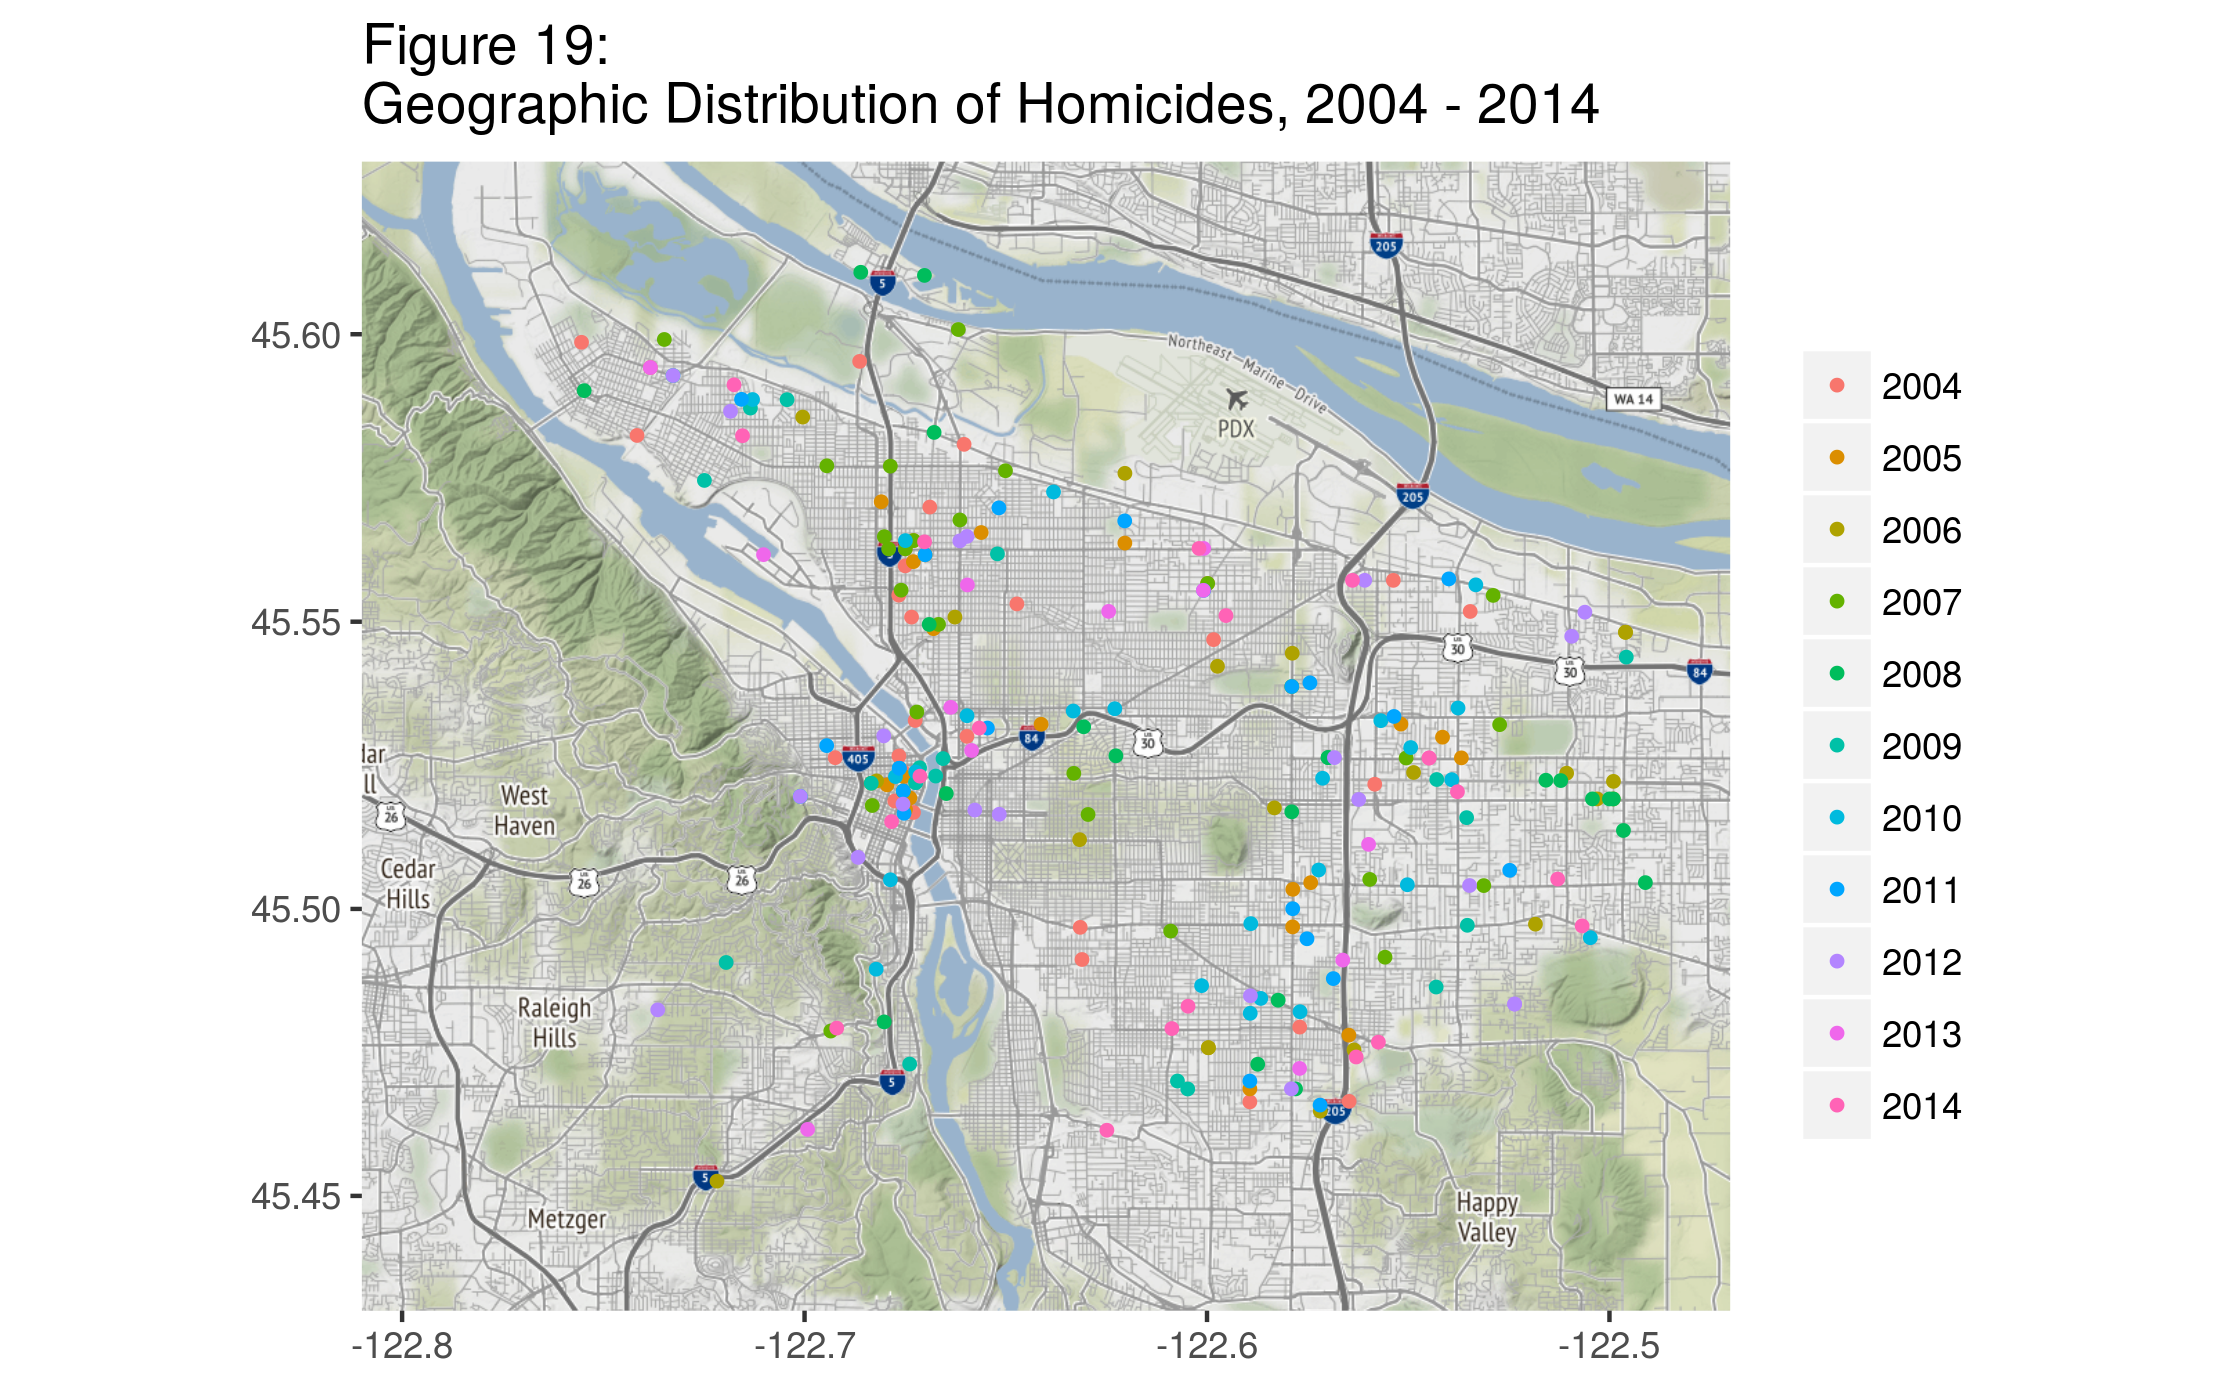 Figure 19:
Geographic Distribution of Homicides, 2004 - 2014
45.60
45.55
45.50
45.45
-122.8
-122.7
-122.6
-122.5
205
5
Northeast Marine Drive
WA 14
PDX
205
30
30
84
84
30
405
dar
ll
26
West
Haven
Cedar
Hills
26
26
Raleigh
Hills
5
205
5
Metzger
Happy
Valley
2004
2005
2006
2007
2008
2009
2010
2011
2012
2013
2014